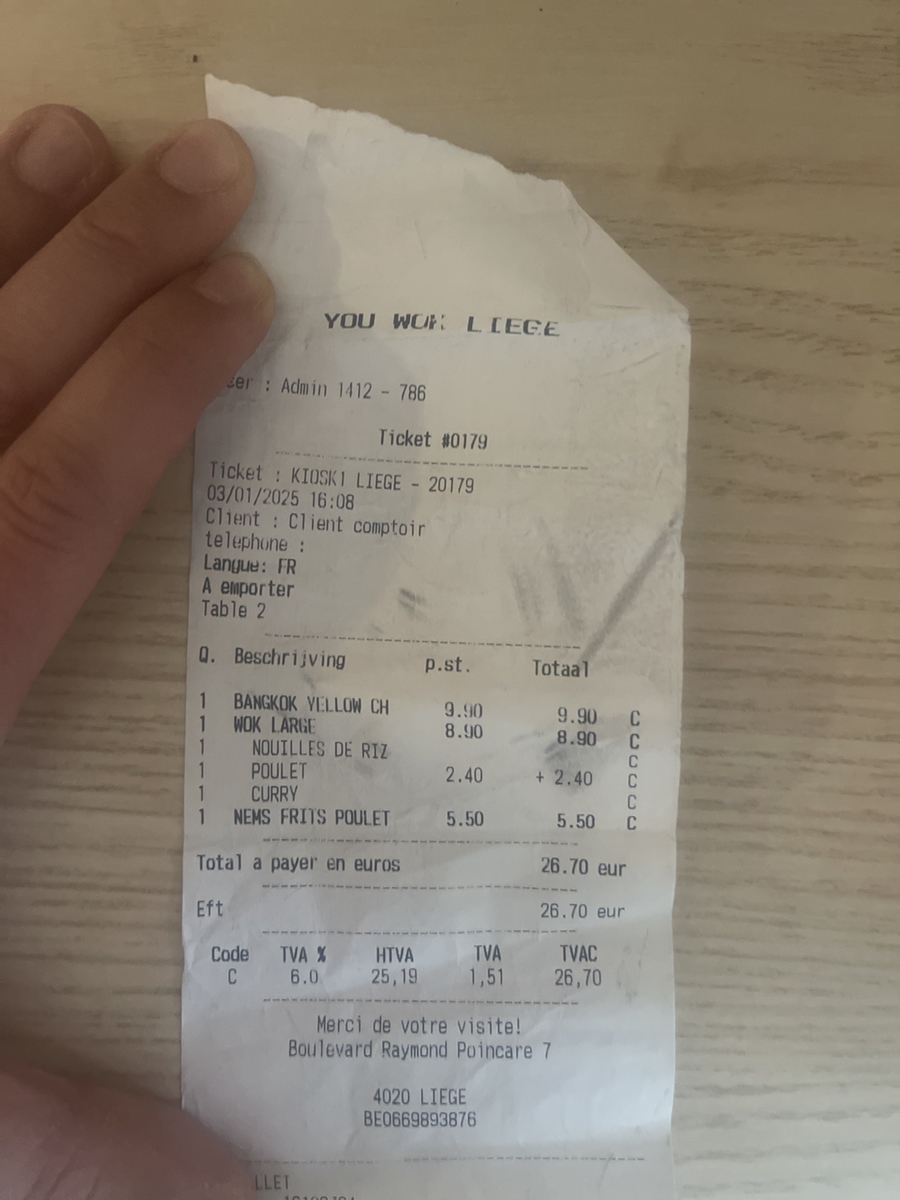 YOU WOK LIEGE
: Admin 1412 - 786
Ticket #0179
Ticket : KIOSK1 LIEGE - 20179
03/01/2025 16:08
Client : Client comptoir
telephone :
Langue: FR
A emporter
Table 2
Q. Beschrijving p.st. Totaal
1 BANGKOK YELLOW CH 9.90 9.90 C
1 WOK LARGE 8.90 8.90 C
1 NOUILLES DE RIZ C
1 POULET 2.40 + 2.40 C
1 CURRY C
1 NEMS FRITS POULET 5.50 5.50 C
Total a payer en euros 26.70 eur
Eft 26.70 eur
Code TVA % HTVA TVA TVAC
C 6.0 25,19 1,51 26,70
Merci de votre visite!
Boulevard Raymond Poincare 7
4020 LIEGE
BE0669893876